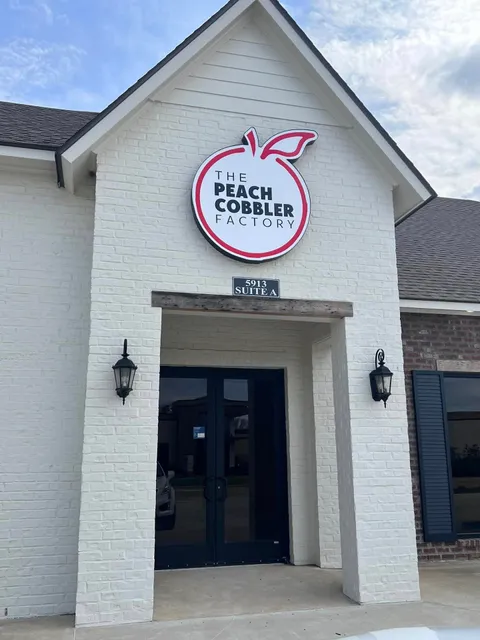 THE
PEACH
COBBLER
FACTORY
5913
SUITE A